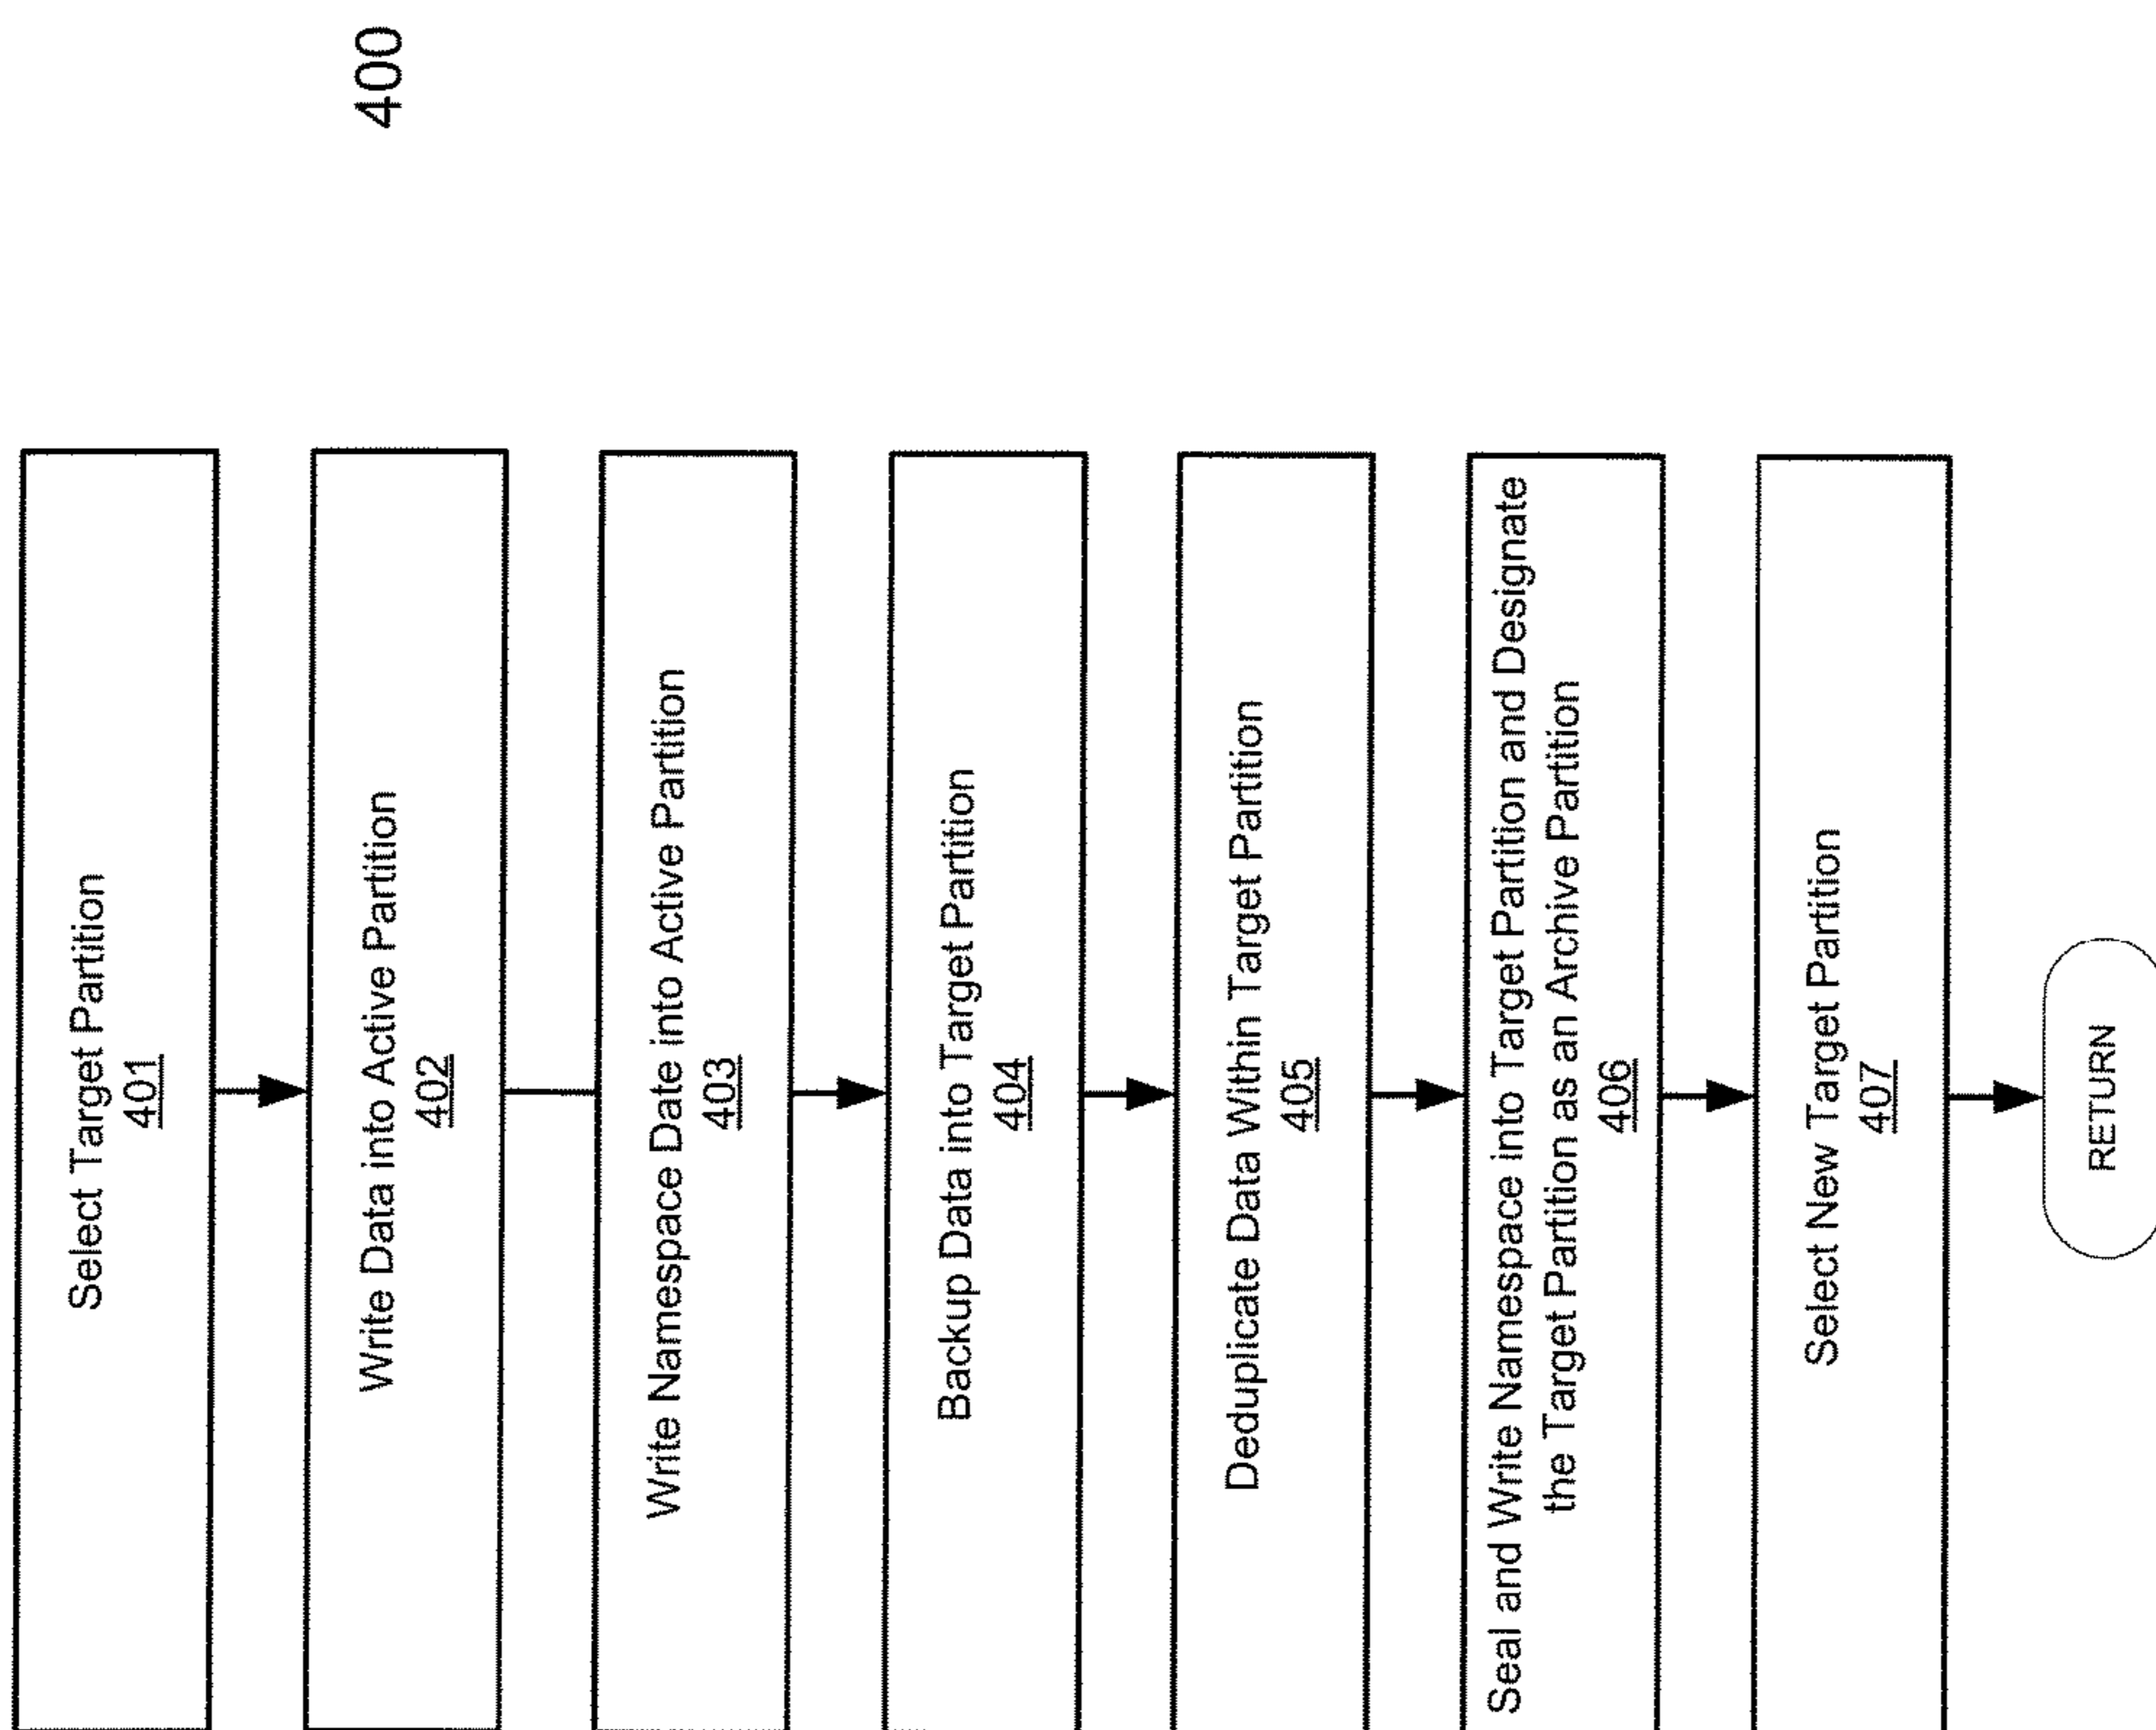 400
Select Target Partition
401
Write Data into Active Partition
402
Write Namespace Date into Active Partition
403
Backup Data into Target Partition
404
Deduplicate Data Within Target Partition
405
Seal and Write Namespace into Target Partition and Designate
the Target Partition as an Archive Partition
406
Select New Target Partition
407
RETURN